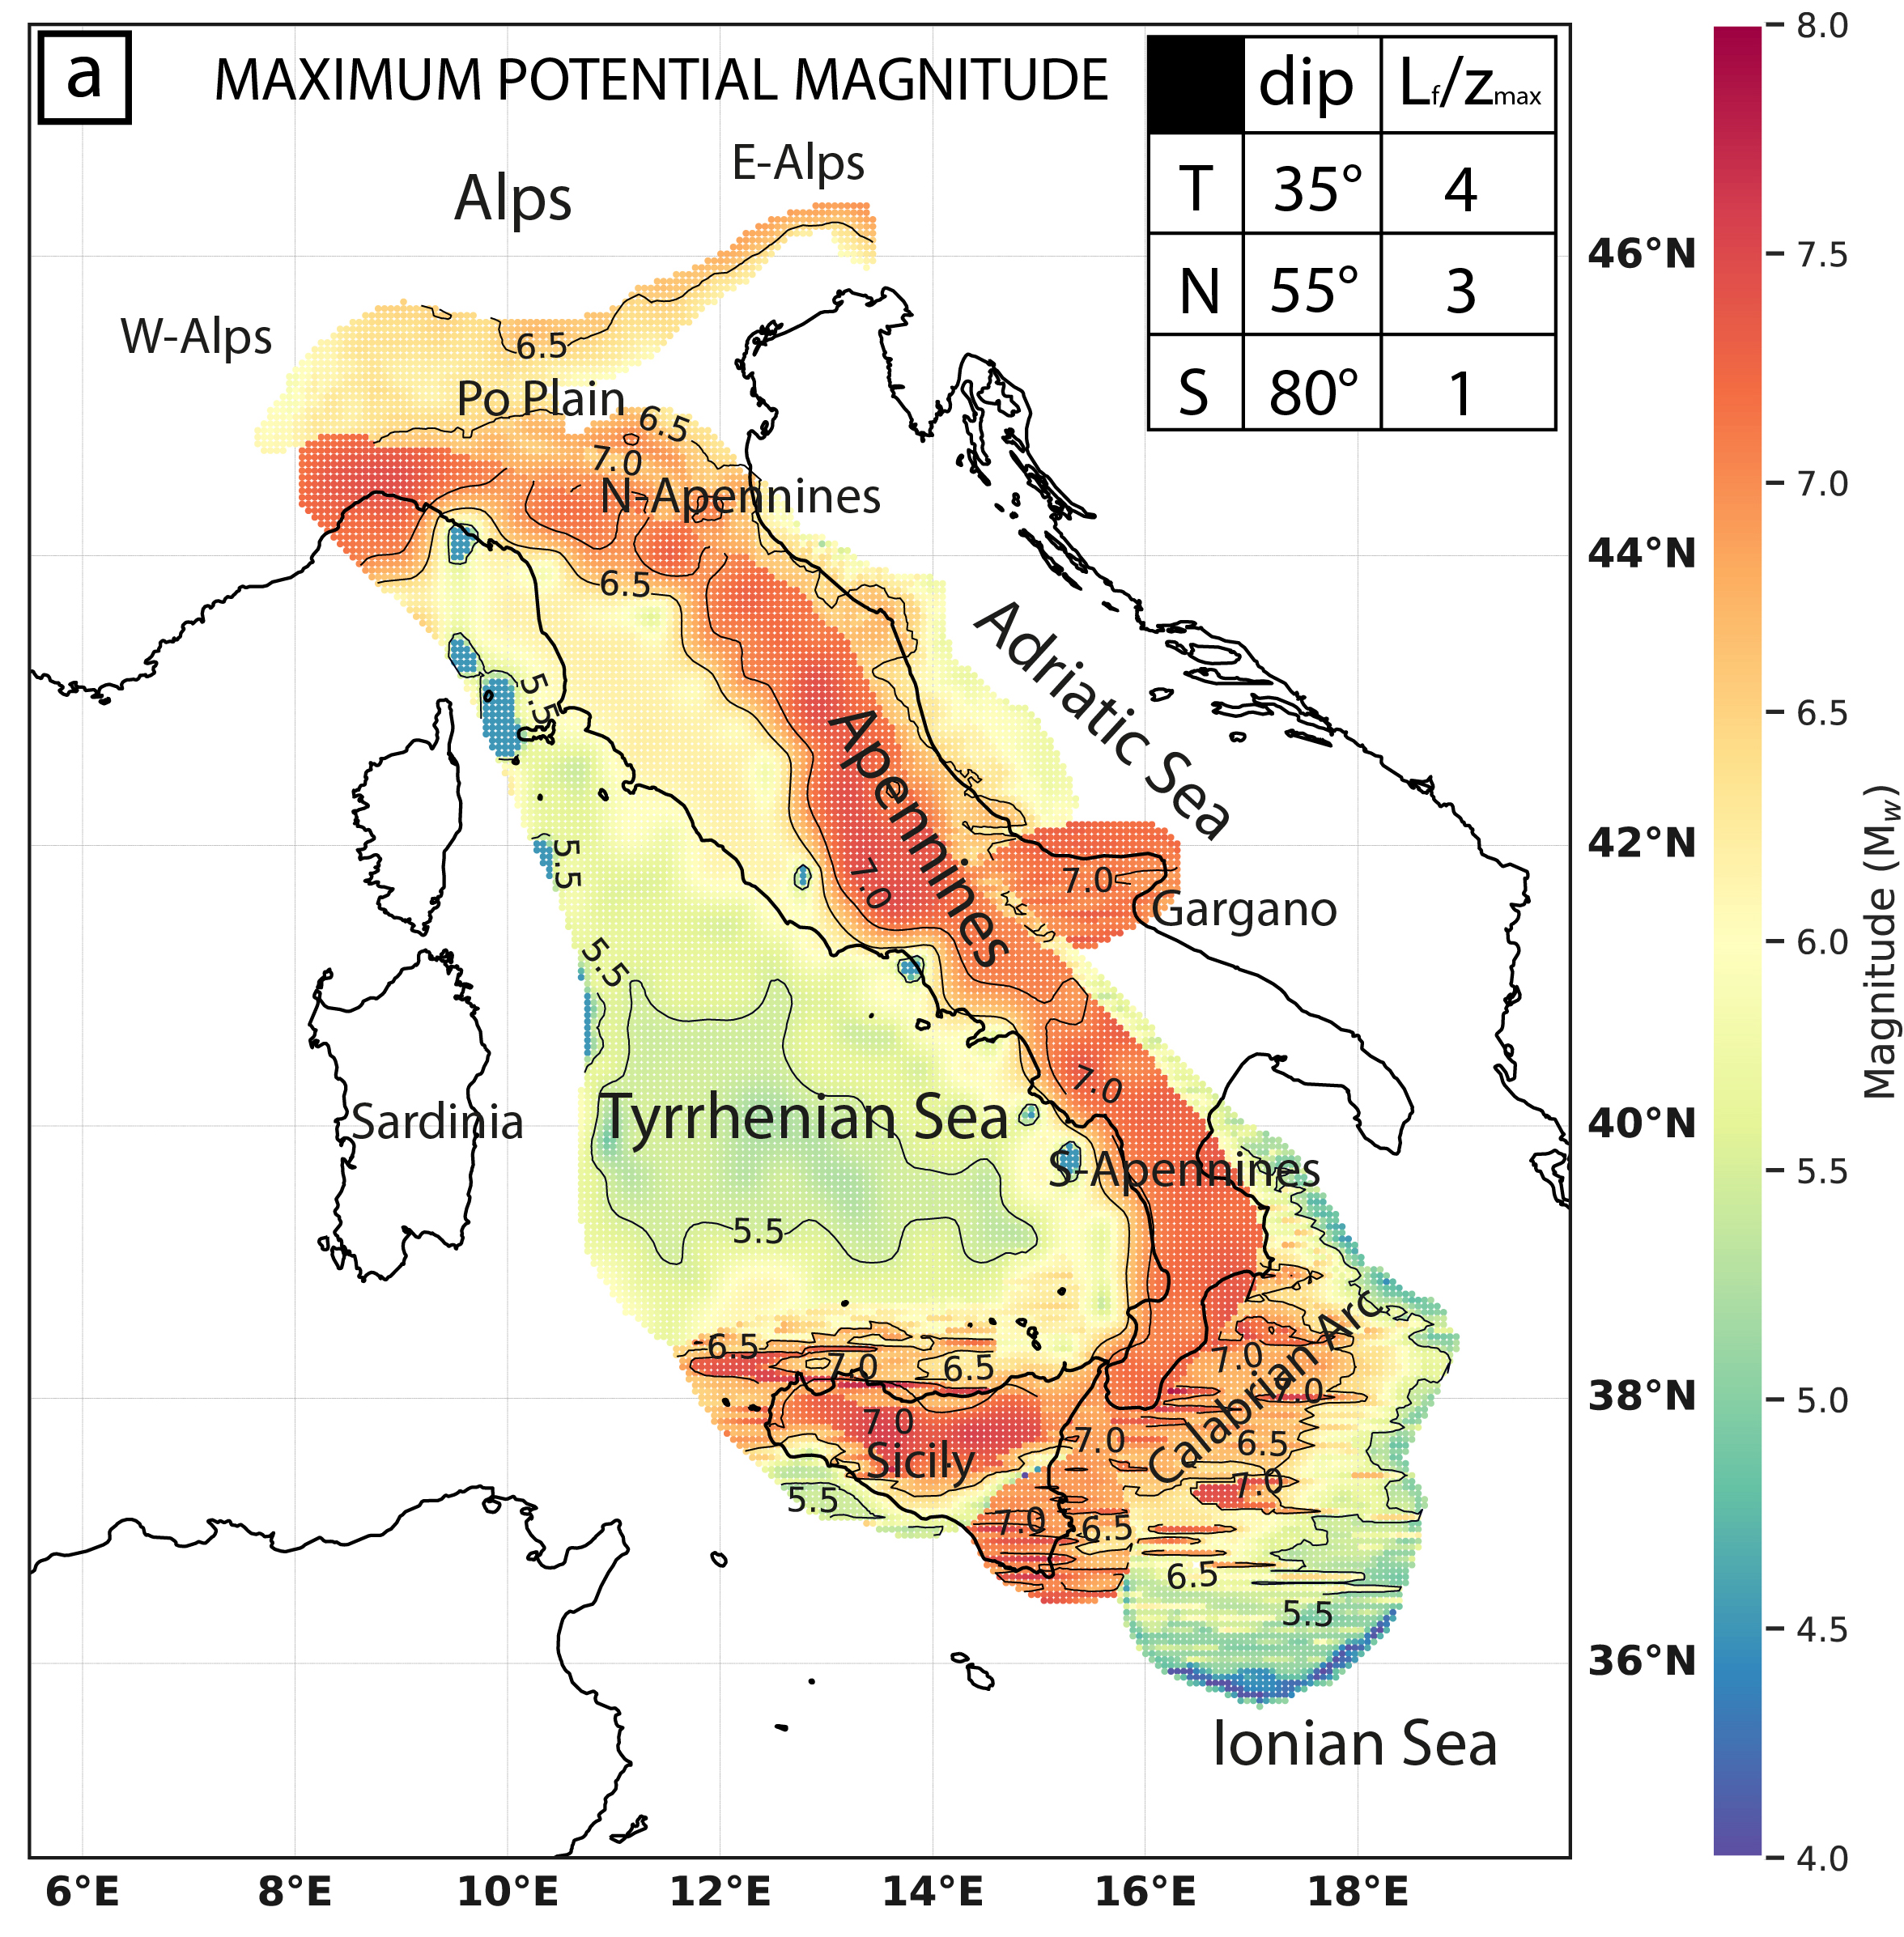 a
MAXIMUM POTENTIAL MAGNITUDE
dip Lf/zmax
T 35° 4
N 55° 3
S 80° 1
E-Alps
Alps
W-Alps
6.5
Po Plain
6.5
7.0
N-Apennines
6.5
Adriatic Sea
5.5
Apennines
5.5
7.0
7.0
Gargano
5.5
7.0
Tyrrhenian Sea
Sardinia
S-Apennines
5.5
Calabrian Arc
6.5
7.0
6.5
7.0
7.0
7.0
Sicily
7.0
6.5
7.0
5.5
7.0
6.5
6.5
5.5
Ionian Sea
46°N
44°N
42°N
40°N
38°N
36°N
6°E 8°E 10°E 12°E 14°E 16°E 18°E
8.0
7.5
7.0
6.5
6.0
5.5
5.0
4.5
4.0
Magnitude (Mw)